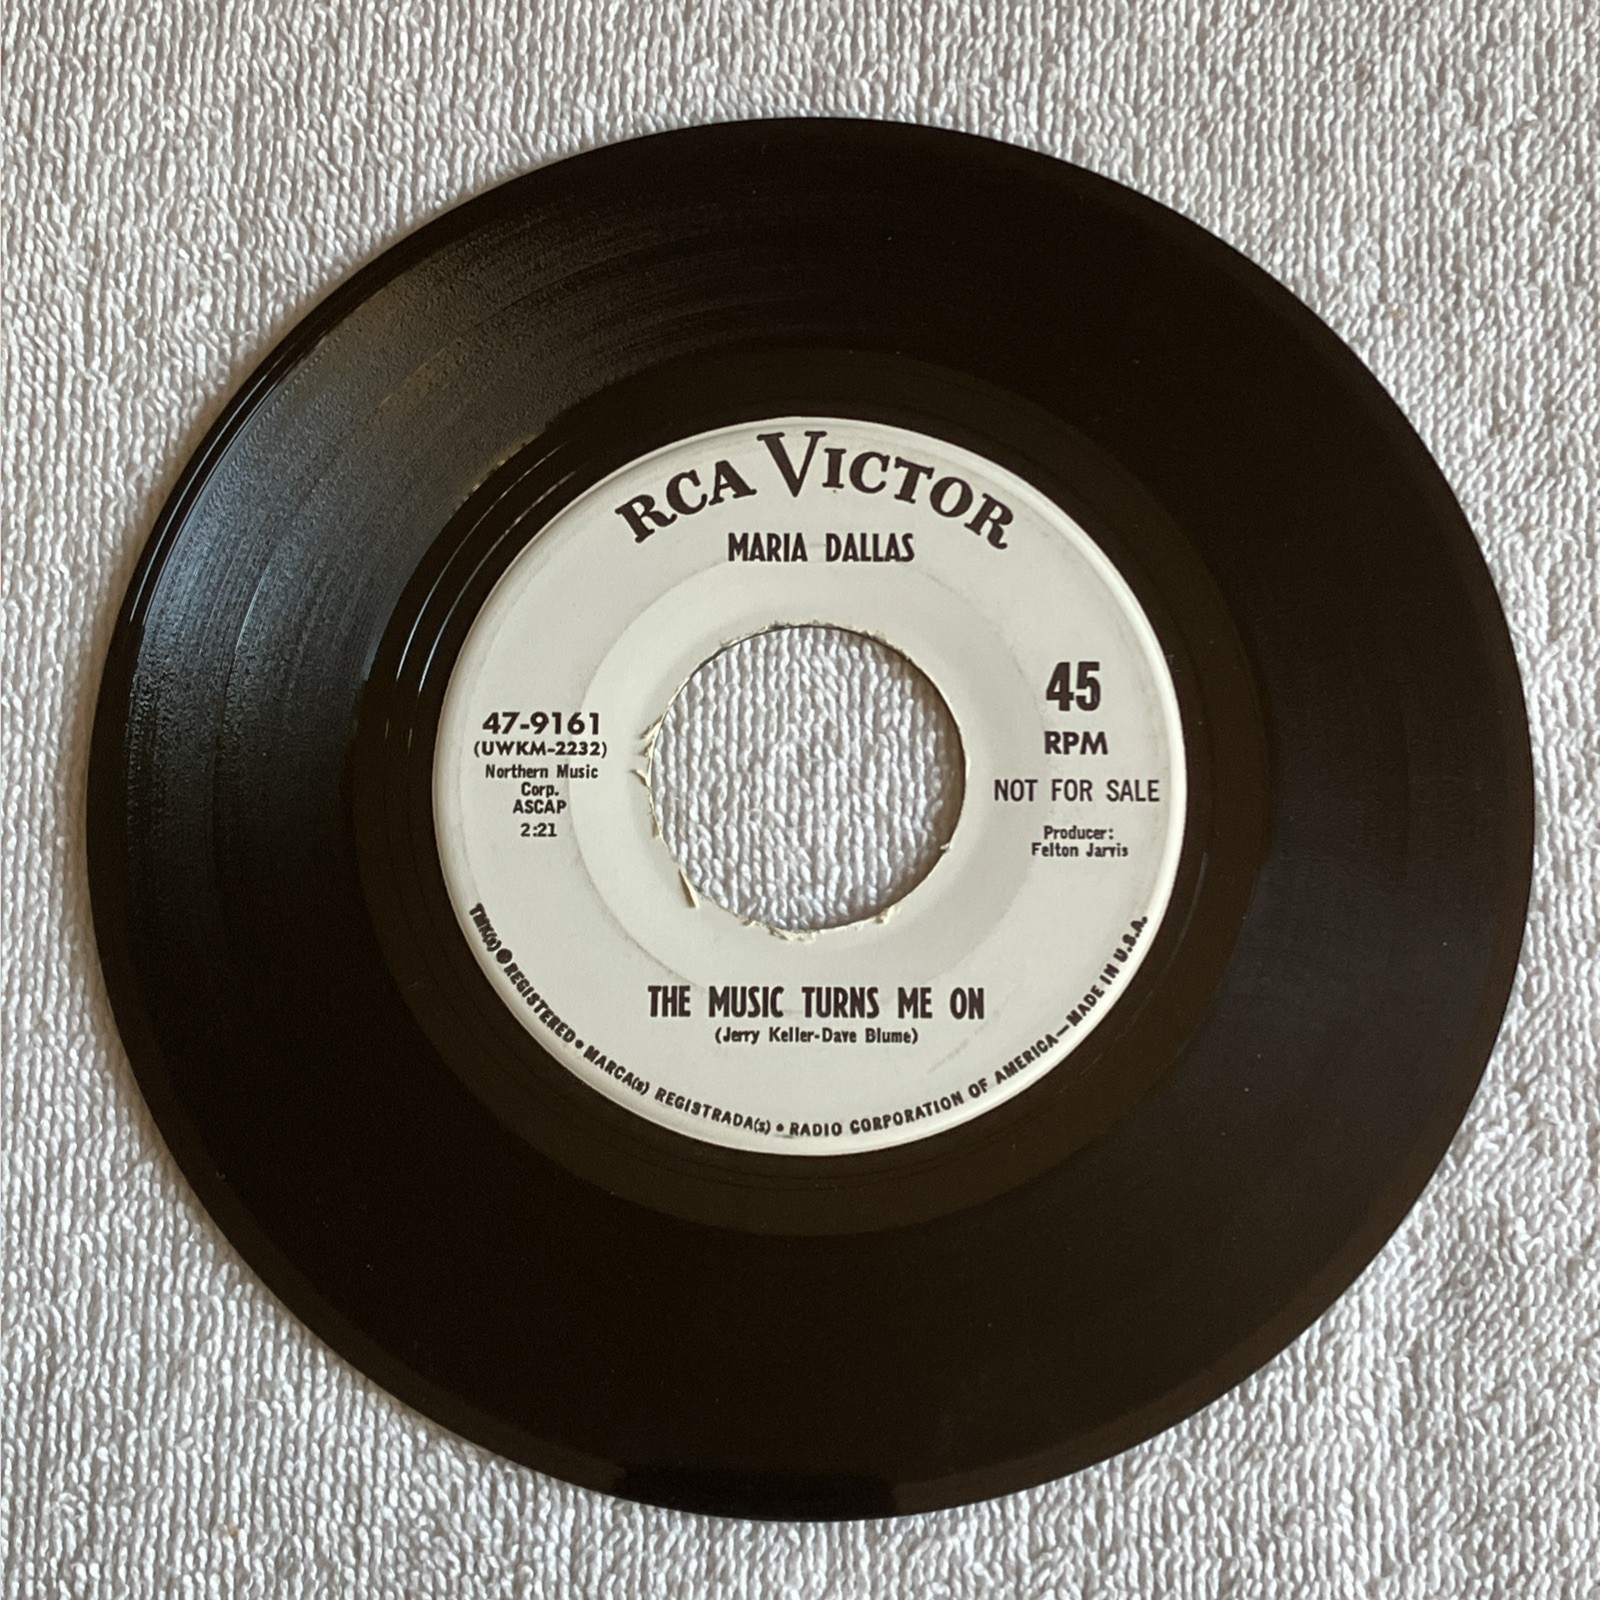 RCA VICTOR
MARIA DALLAS
47-9161
(UWKM-2232)
Northern Music
Corp.
ASCAP
2:21
45
RPM
NOT FOR SALE
Producer:
Felton Jarvis
THE MUSIC TURNS ME ON
(Jerry Keller-Dave Blume)
TMK(s) ® REGISTERED • MARCA(s) REGISTRADA(s) • RADIO CORPORATION OF AMERICA—MADE IN U.S.A.